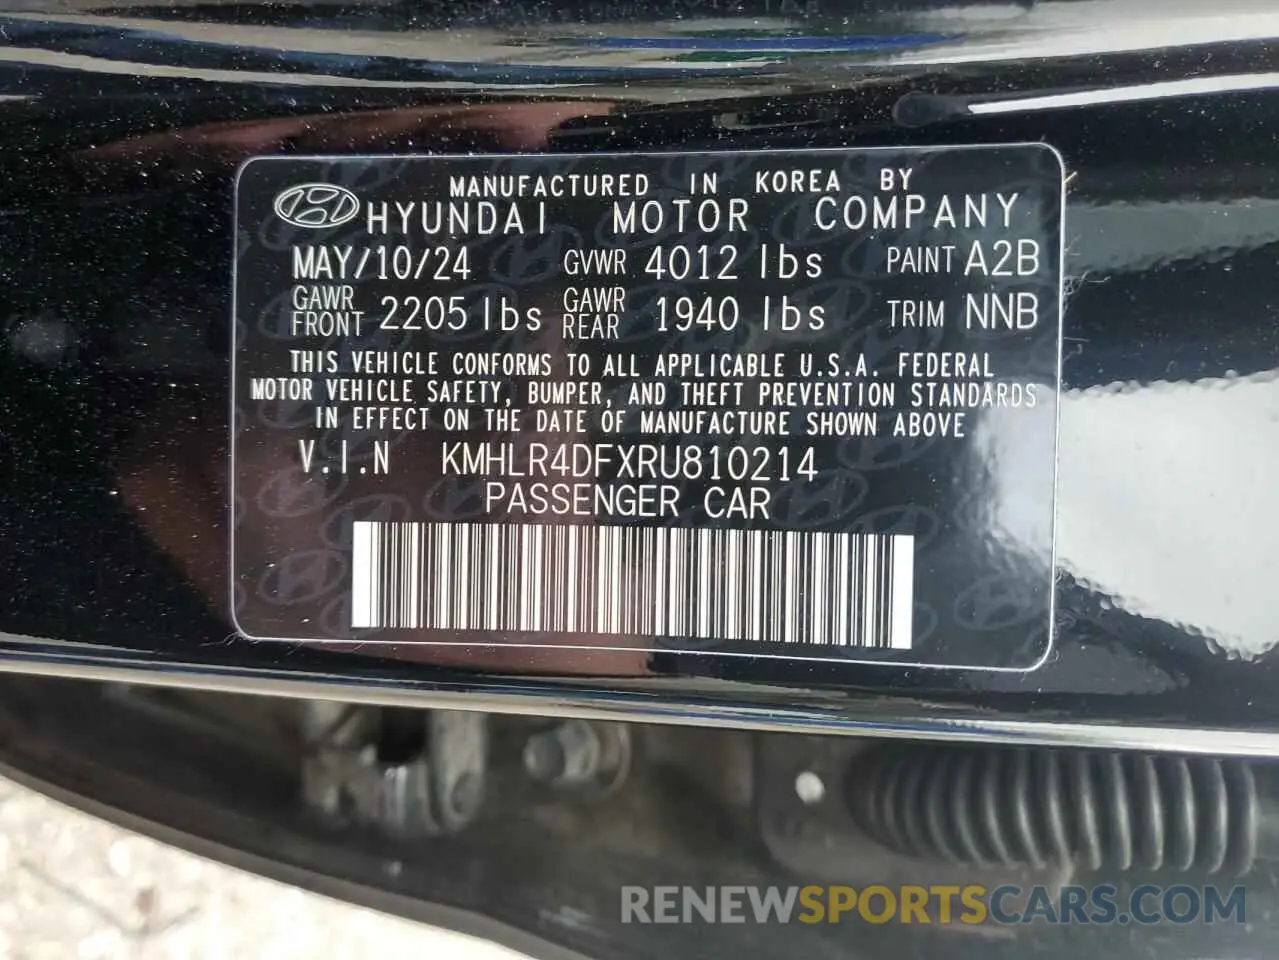 MANUFACTURED IN KOREA BY
HYUNDAI MOTOR COMPANY
MAY/10/24 GVWR 4012 lbs PAINT A2B
GAWR FRONT 2205 lbs GAWR REAR 1940 lbs TRIM NNB
THIS VEHICLE CONFORMS TO ALL APPLICABLE U.S.A. FEDERAL
MOTOR VEHICLE SAFETY, BUMPER, AND THEFT PREVENTION STANDARDS
IN EFFECT ON THE DATE OF MANUFACTURE SHOWN ABOVE
V.I.N KMHLR4DFXRU810214
PASSENGER CAR
RENEWSPORTSCARS.COM